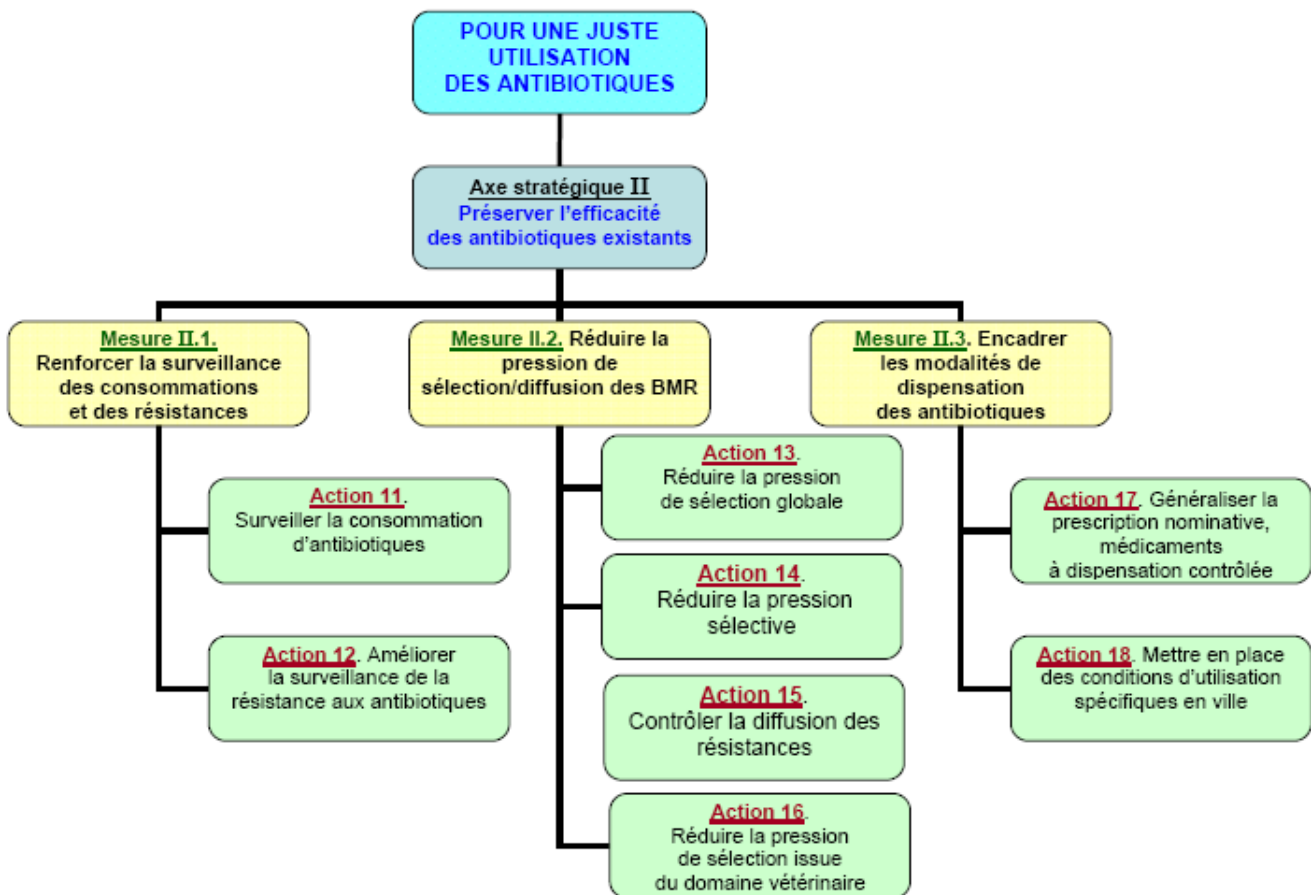 POUR UNE JUSTE
UTILISATION
DES ANTIBIOTIQUES
Axe stratégique II
Préserver l'efficacité
des antibiotiques existants
Mesure II.1.
Renforcer la surveillance
des consommations
et des résistances
Mesure II.2. Réduire la
pression de
sélection/diffusion des BMR
Mesure II.3. Encadrer
les modalités de
dispensation
des antibiotiques
Action 11.
Surveiller la consommation
d'antibiotiques
Action 12. Améliorer
la surveillance de la
résistance aux antibiotiques
Action 13.
Réduire la pression
de sélection globale
Action 14.
Réduire la pression
sélective
Action 15.
Contrôler la diffusion des
résistances
Action 16.
Réduire la pression
de sélection issue
du domaine vétérinaire
Action 17. Généraliser la
prescription nominative,
médicaments
à dispensation contrôlée
Action 18. Mettre en place
des conditions d'utilisation
spécifiques en ville